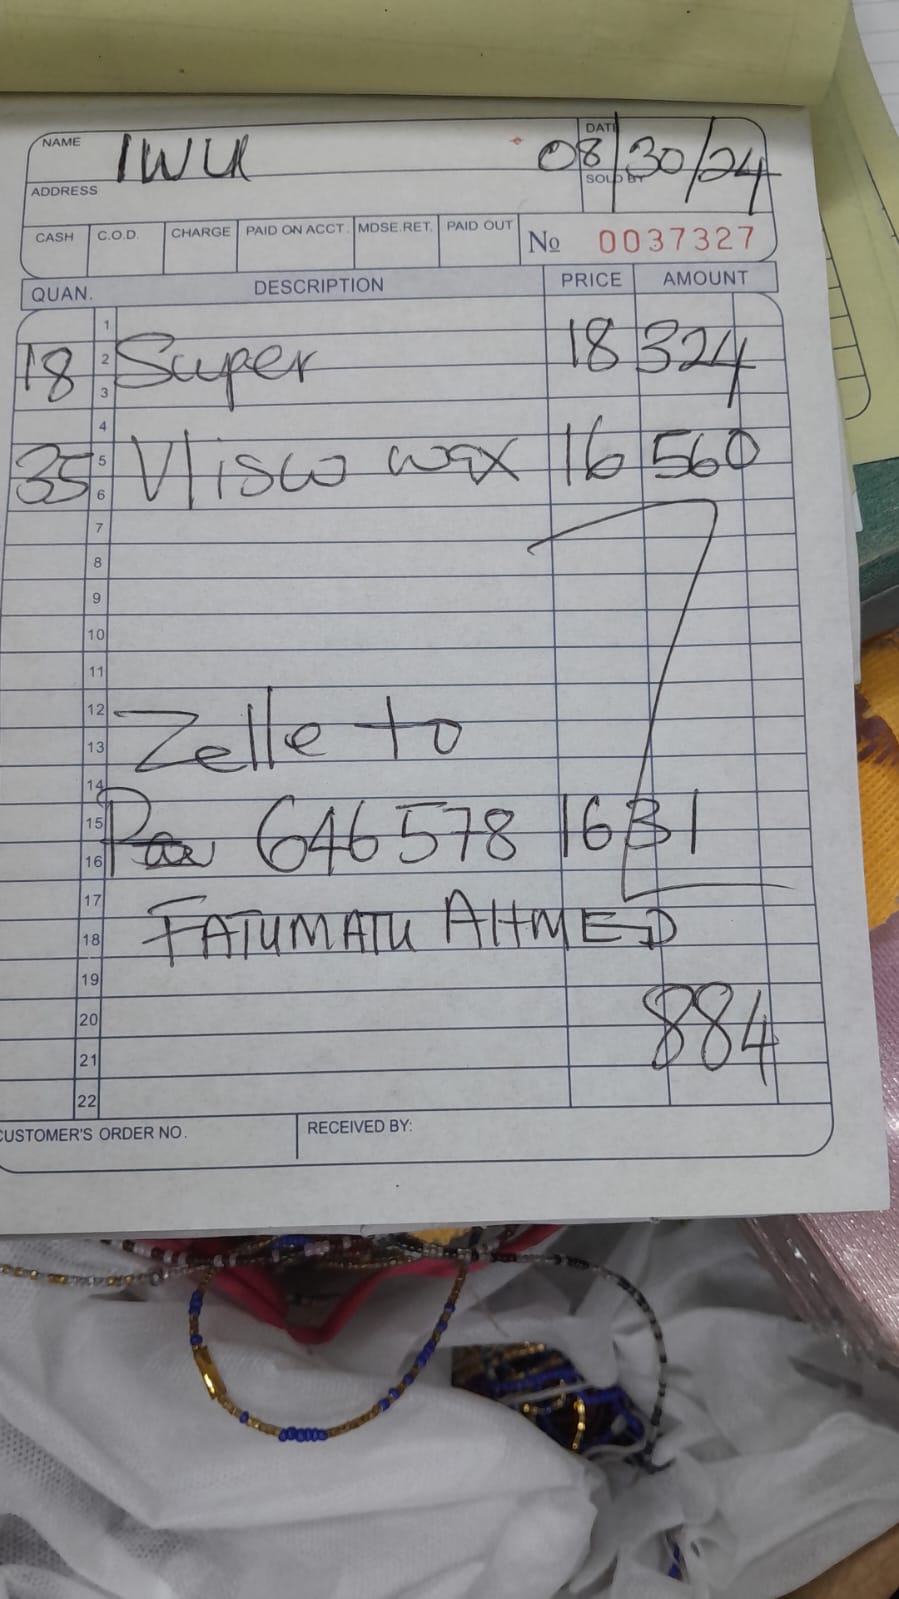 NAME IWU DATE 08/30/24
ADDRESS SOLD BY
CASH C.O.D. CHARGE PAID ON ACCT. MDSE.RET. PAID OUT No 0037327
QUAN. DESCRIPTION PRICE AMOUNT
1
18 2 Super 18 324
3
4
35 5 Vlisco wax 16 560
6
7
8
9
10
11
12
Zelle to
13
14
15
646 578 1631
16
17
FATUMATU AHMED
18
19
20
884
21
22
CUSTOMER'S ORDER NO. RECEIVED BY: